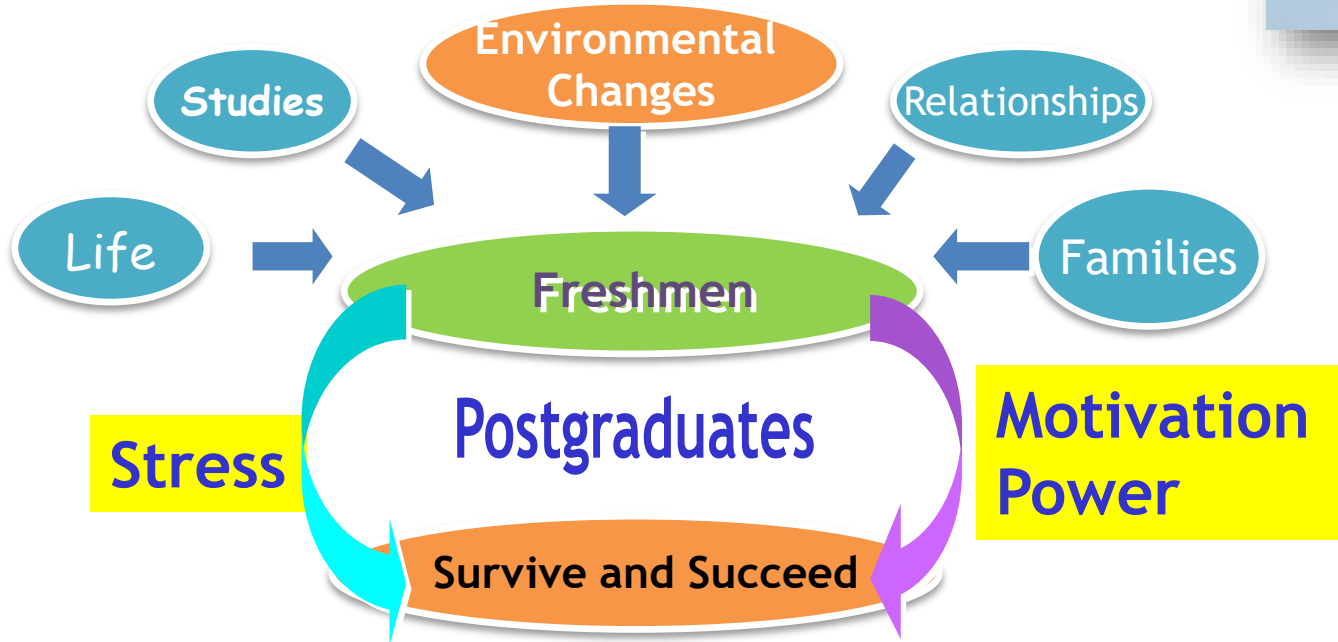 Environmental
Changes
Studies
Relationships
Life
Families
Freshmen
Postgraduates
Stress
Motivation
Power
Survive and Succeed